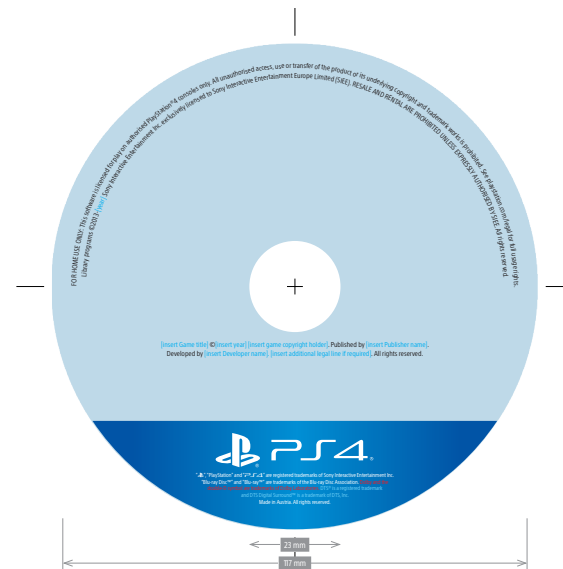 FOR HOME USE ONLY: This software is licensed for play on authorised PlayStation®4 consoles only. All unauthorised access, use or transfer of the product or its underlying copyright and trademark works is prohibited. See playstation.com/legal for full usage rights.
Library programs ©2013-[year] Sony Interactive Entertainment Inc. exclusively licensed to Sony Interactive Entertainment Europe Limited (SIEE). RESALE AND RENTAL ARE PROHIBITED UNLESS EXPRESSLY AUTHORISED BY SIEE. All rights reserved.
[insert Game title] ©[insert year] [insert game copyright holder]. Published by [insert Publisher name].
Developed by [insert Developer name]. [insert additional legal line if required]. All rights reserved.
PS4
", "PlayStation" and "PS4" are registered trademarks of Sony Interactive Entertainment Inc.
"Blu-ray Disc™" and "Blu-ray™" are trademarks of the Blu-ray Disc Association.
DTS® is a registered trademark
and DTS Digital Surround™ is a trademark of DTS, Inc.
Made in Austria. All rights reserved.
23 mm
117 mm